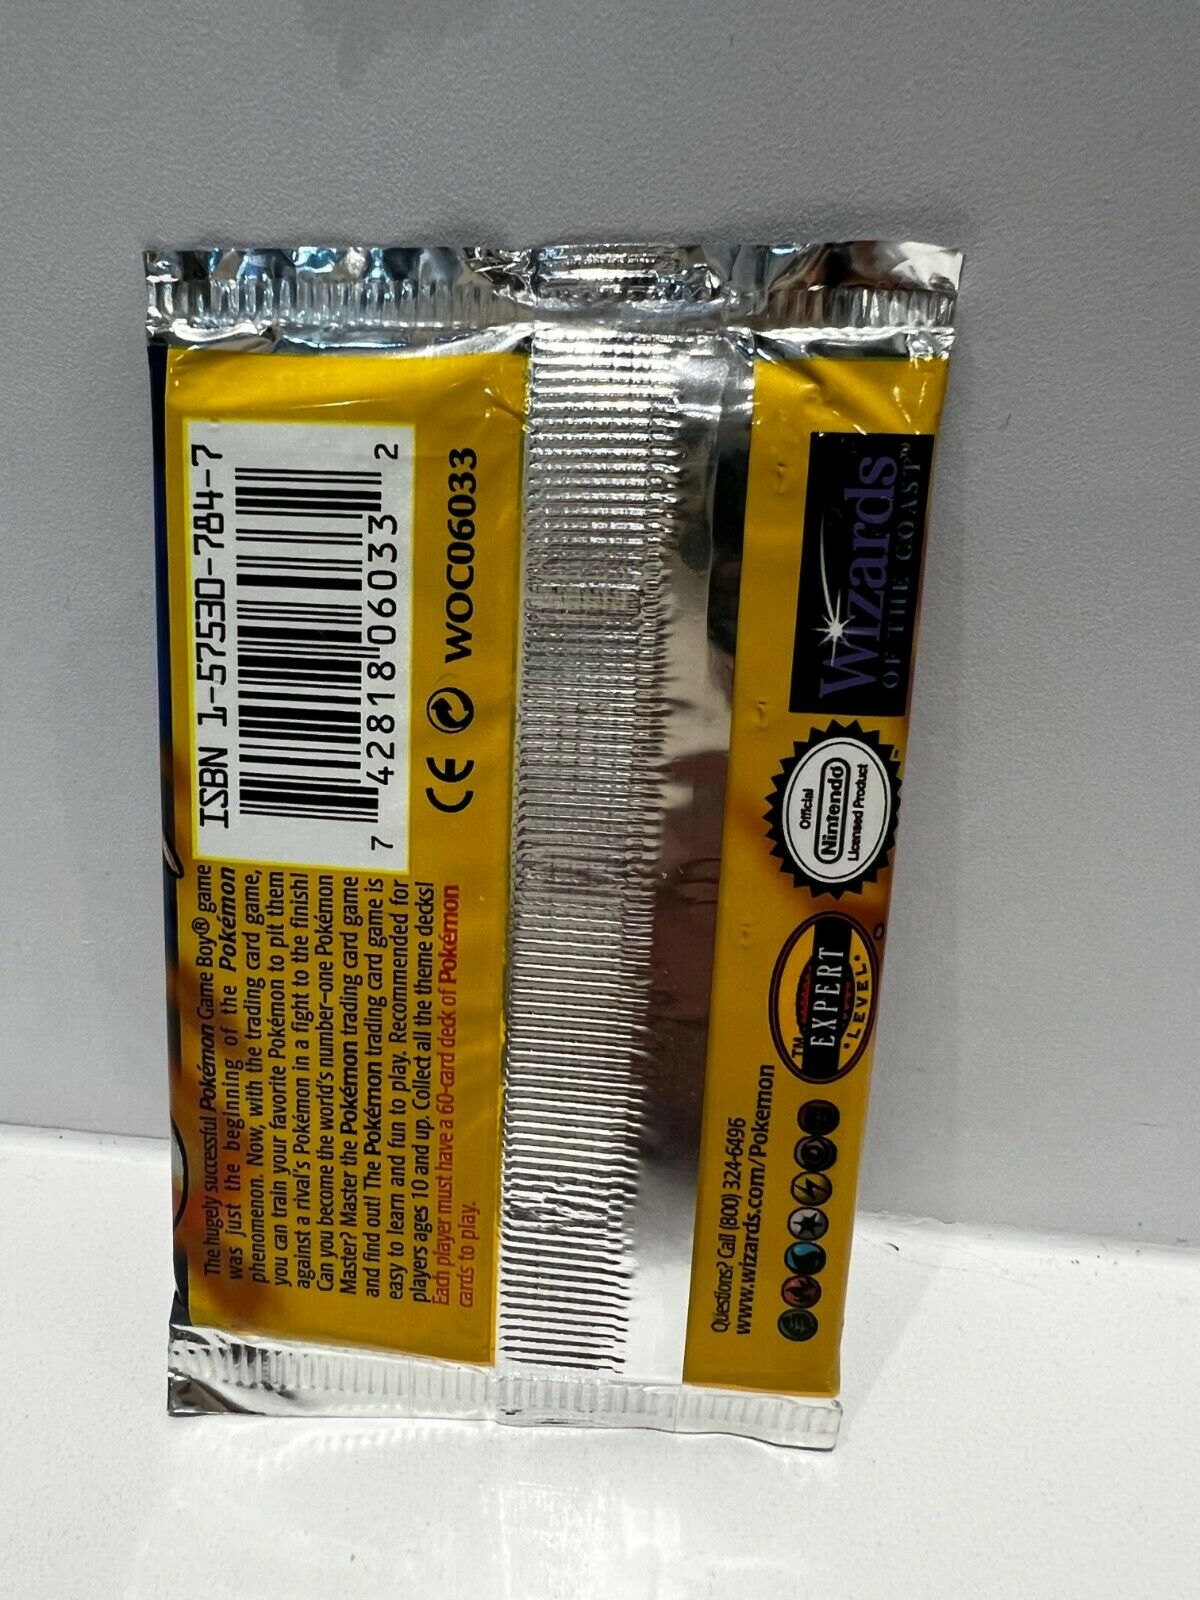 ISBN 1-57530-784-7
7 42818 06033 2
CE WOC06033
The hugely successful Pokémon Game Boy® game
was just the beginning of the Pokémon
phenomenon. Now, with the trading card game,
you can train your favorite Pokémon to pit them
against a rival's Pokémon in a fight to the finish!
Can you become the world's number-one Pokémon
Master? Master the Pokémon trading card game
and find out! The Pokémon trading card game is
easy to learn and fun to play. Recommended for
players ages 10 and up. Collect all the theme decks!
Each player must have a 60-card deck of Pokémon
cards to play.
Questions? Call (800) 324-6496
www.wizards.com/Pokemon
TM
EXPERT
LEVEL
Official
Nintendo
Licensed Product
™
Wizards
OF THE COAST™